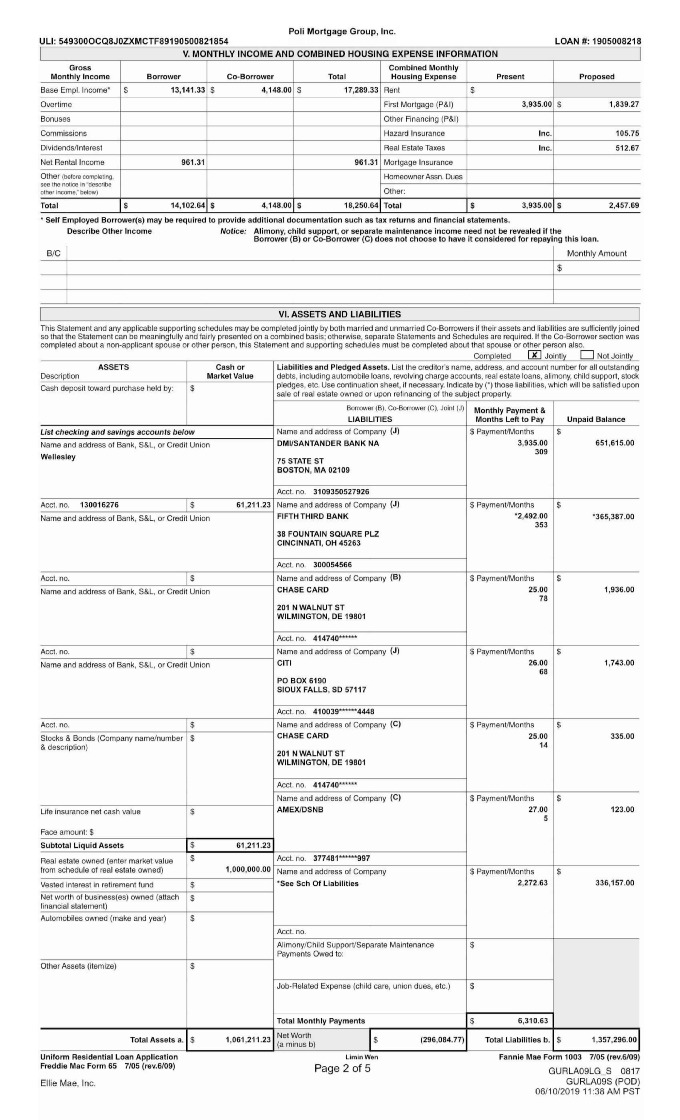 Poli Mortgage Group, Inc.
ULI: 549300OCQ8J0ZXMCTF89190500821854 LOAN #: 1905008218
V. MONTHLY INCOME AND COMBINED HOUSING EXPENSE INFORMATION
Gross Monthly Income Borrower Co-Borrower Total Combined Monthly Housing Expense Present Proposed
Base Empl. Income* $ 13,141.33 $ 4,148.00 $ 17,289.33 Rent $
Overtime First Mortgage (P&I) 3,935.00 $ 1,839.27
Bonuses Other Financing (P&I)
Commissions Hazard Insurance Inc. 105.75
Dividends/Interest Real Estate Taxes Inc. 512.67
Net Rental Income 961.31 961.31 Mortgage Insurance
Other (before completing, see the notice in "describe other income," below) Homeowner Assn. Dues
Other:
Total $ 14,102.64 $ 4,148.00 $ 18,250.64 Total $ 3,935.00 $ 2,457.69
* Self Employed Borrower(s) may be required to provide additional documentation such as tax returns and financial statements.
Describe Other Income Notice: Alimony, child support, or separate maintenance income need not be revealed if the
Borrower (B) or Co-Borrower (C) does not choose to have it considered for repaying this loan.
B/C Monthly Amount
$
VI. ASSETS AND LIABILITIES
This Statement and any applicable supporting schedules may be completed jointly by both married and unmarried Co-Borrowers if their assets and liabilities are sufficiently joined
so that the Statement can be meaningfully and fairly presented on a combined basis; otherwise, separate Statements and Schedules are required. If the Co-Borrower section was
completed about a non-applicant spouse or other person, this Statement and supporting schedules must be completed about that spouse or other person also.
Completed X Jointly Not Jointly
ASSETS
Description
Cash or Market Value
Liabilities and Pledged Assets. List the creditor's name, address, and account number for all outstanding
debts, including automobile loans, revolving charge accounts, real estate loans, alimony, child support, stock
pledges, etc. Use continuation sheet, if necessary. Indicate by (*) those liabilities, which will be satisfied upon
sale of real estate owned or upon refinancing of the subject property.
Cash deposit toward purchase held by: $
Borrower (B), Co-Borrower (C), Joint (J)
LIABILITIES Monthly Payment & Months Left to Pay Unpaid Balance
List checking and savings accounts below Name and address of Company (J) $ Payment/Months $
Name and address of Bank, S&L, or Credit Union DMI/SANTANDER BANK NA 3,935.00 651,615.00
Wellesley 309
75 STATE ST
BOSTON, MA 02109
Acct. no. 3109350527926
Acct. no. 130016276 $ 61,211.23 Name and address of Company (J) $ Payment/Months $
Name and address of Bank, S&L, or Credit Union FIFTH THIRD BANK *2,492.00 *365,387.00
353
38 FOUNTAIN SQUARE PLZ
CINCINNATI, OH 45263
Acct. no. 300054566
Acct. no. $ Name and address of Company (B) $ Payment/Months $
Name and address of Bank, S&L, or Credit Union CHASE CARD 25.00 1,936.00
78
201 N WALNUT ST
WILMINGTON, DE 19801
Acct. no. 414740******
Acct. no. $ Name and address of Company (J) $ Payment/Months $
Name and address of Bank, S&L, or Credit Union CITI 26.00 1,743.00
68
PO BOX 6190
SIOUX FALLS, SD 57117
Acct. no. 410039******4448
Acct. no. $ Name and address of Company (C) $ Payment/Months $
Stocks & Bonds (Company name/number & description) $ CHASE CARD 25.00 335.00
14
201 N WALNUT ST
WILMINGTON, DE 19801
Acct. no. 414740******
Name and address of Company (C) $ Payment/Months $
Life insurance net cash value $ AMEX/DSNB 27.00 123.00
5
Face amount: $
Subtotal Liquid Assets $ 61,211.23
Acct. no. 377481******997
Real estate owned (enter market value from schedule of real estate owned) $ 1,000,000.00 Name and address of Company $ Payment/Months $
Vested interest in retirement fund $ *See Sch Of Liabilities 2,272.63 336,157.00
Net worth of business(es) owned (attach financial statement) $
Automobiles owned (make and year) $
Acct. no.
Alimony/Child Support/Separate Maintenance Payments Owed to: $
Other Assets (itemize) $
Job-Related Expense (child care, union dues, etc.) $
Total Monthly Payments $ 6,310.63
Total Assets a. $ 1,061,211.23 Net Worth (a minus b) $ (296,084.77) Total Liabilities b. $ 1,357,296.00
Uniform Residential Loan Application Limin Wen Fannie Mae Form 1003 7/05 (rev.6/09)
Freddie Mac Form 65 7/05 (rev.6/09) Page 2 of 5
GURLA09LG_S 0817
Ellie Mae, Inc. GURLA09S (POD)
06/10/2019 11:38 AM PST